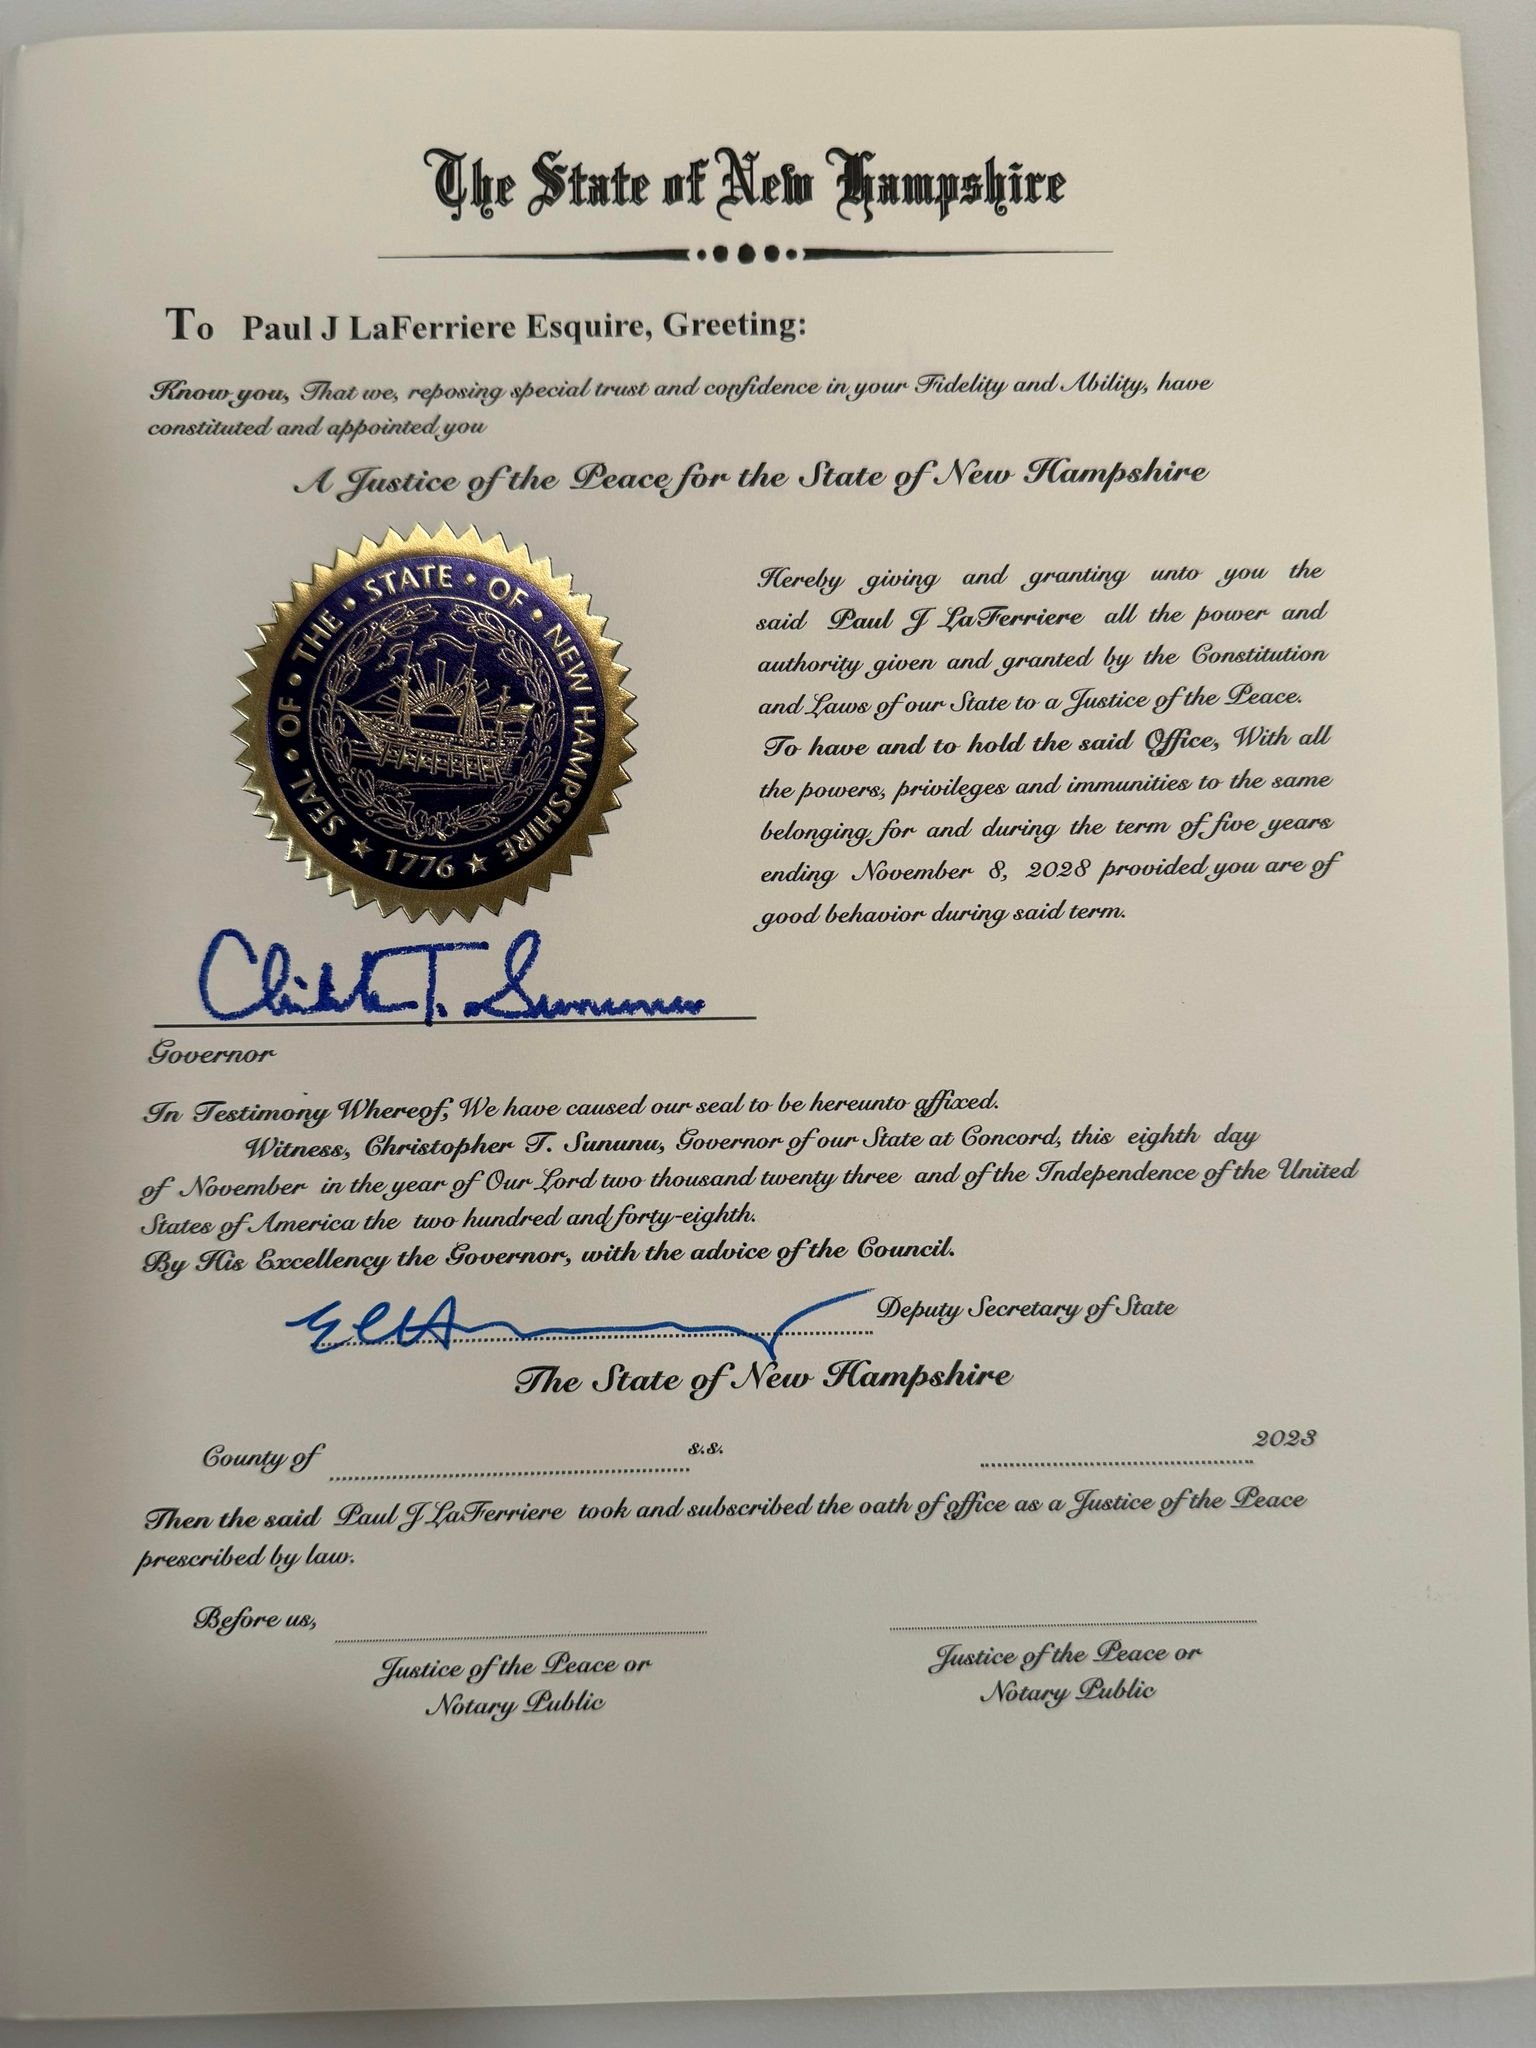 The State of New Hampshire
To Paul J LaFerriere Esquire, Greeting:
Know you, That we, reposing special trust and confidence in your Fidelity and Ability, have
constituted and appointed you
A Justice of the Peace for the State of New Hampshire
SEAL • OF • THE • STATE • OF • NEW HAMPSHIRE
★ 1776 ★
Hereby giving and granting unto you the
said Paul J LaFerriere all the power and
authority given and granted by the Constitution
and Laws of our State to a Justice of the Peace.
To have and to hold the said Office, With all
the powers, privileges and immunities to the same
belonging for and during the term of five years
ending November 8, 2028 provided you are of
good behavior during said term.
Christopher T. Sununu
Governor
In Testimony Whereof, We have caused our seal to be hereunto affixed.
Witness, Christopher T. Sununu, Governor of our State at Concord, this eighth day
of November in the year of Our Lord two thousand twenty three and of the Independence of the United
States of America the two hundred and forty-eighth.
By His Excellency the Governor, with the advice of the Council.
Deputy Secretary of State
The State of New Hampshire
County of s.s. 2023
Then the said Paul J LaFerriere took and subscribed the oath of office as a Justice of the Peace
prescribed by law.
Before us,
Justice of the Peace or
Notary Public
Justice of the Peace or
Notary Public